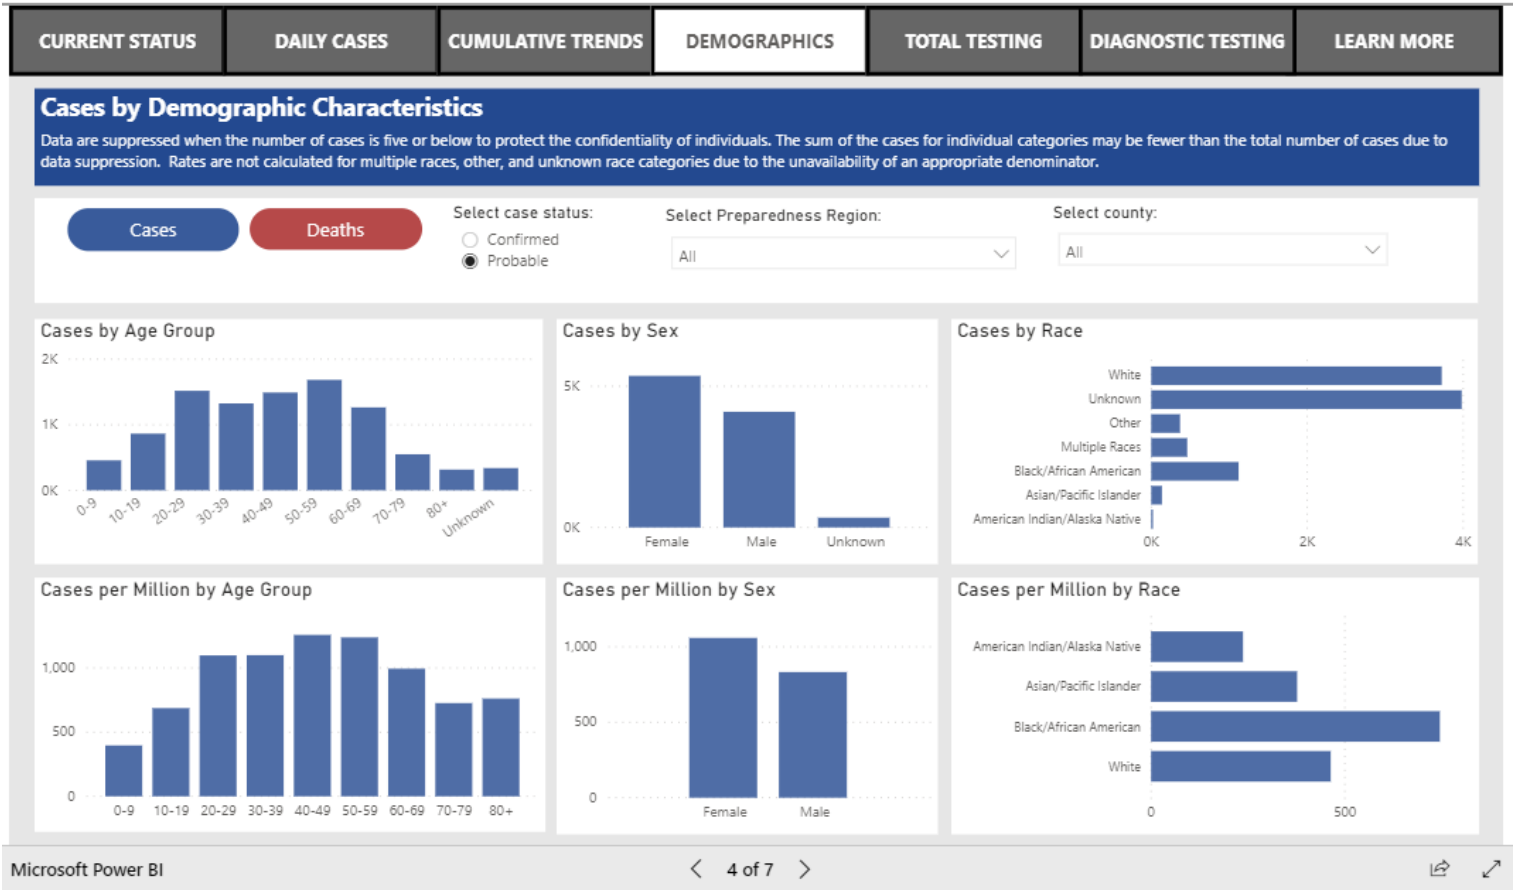 CURRENT STATUS
DAILY CASES
CUMULATIVE TRENDS
DEMOGRAPHICS
TOTAL TESTING
DIAGNOSTIC TESTING
LEARN MORE
Cases by Demographic Characteristics
Data are suppressed when the number of cases is five or below to protect the confidentiality of individuals. The sum of the cases for individual categories may be fewer than the total number of cases due to
data suppression.  Rates are not calculated for multiple races, other, and unknown race categories due to the unavailability of an appropriate denominator.
Cases
Deaths
Select case status:
Confirmed
Probable
Select Preparedness Region:
All
Select county:
All
Cases by Age Group
2K
1K
0K
0-9
10-19
20-29
30-39
40-49
50-59
60-69
70-79
80+
Unknown
Cases by Sex
5K
0K
Female
Male
Unknown
Cases by Race
White
Unknown
Other
Multiple Races
Black/African American
Asian/Pacific Islander
American Indian/Alaska Native
0K
2K
4K
Cases per Million by Age Group
1,000
500
0
0-9
10-19
20-29
30-39
40-49
50-59
60-69
70-79
80+
Cases per Million by Sex
1,000
500
0
Female
Male
Cases per Million by Race
American Indian/Alaska Native
Asian/Pacific Islander
Black/African American
White
0
500
Microsoft Power BI
4 of 7